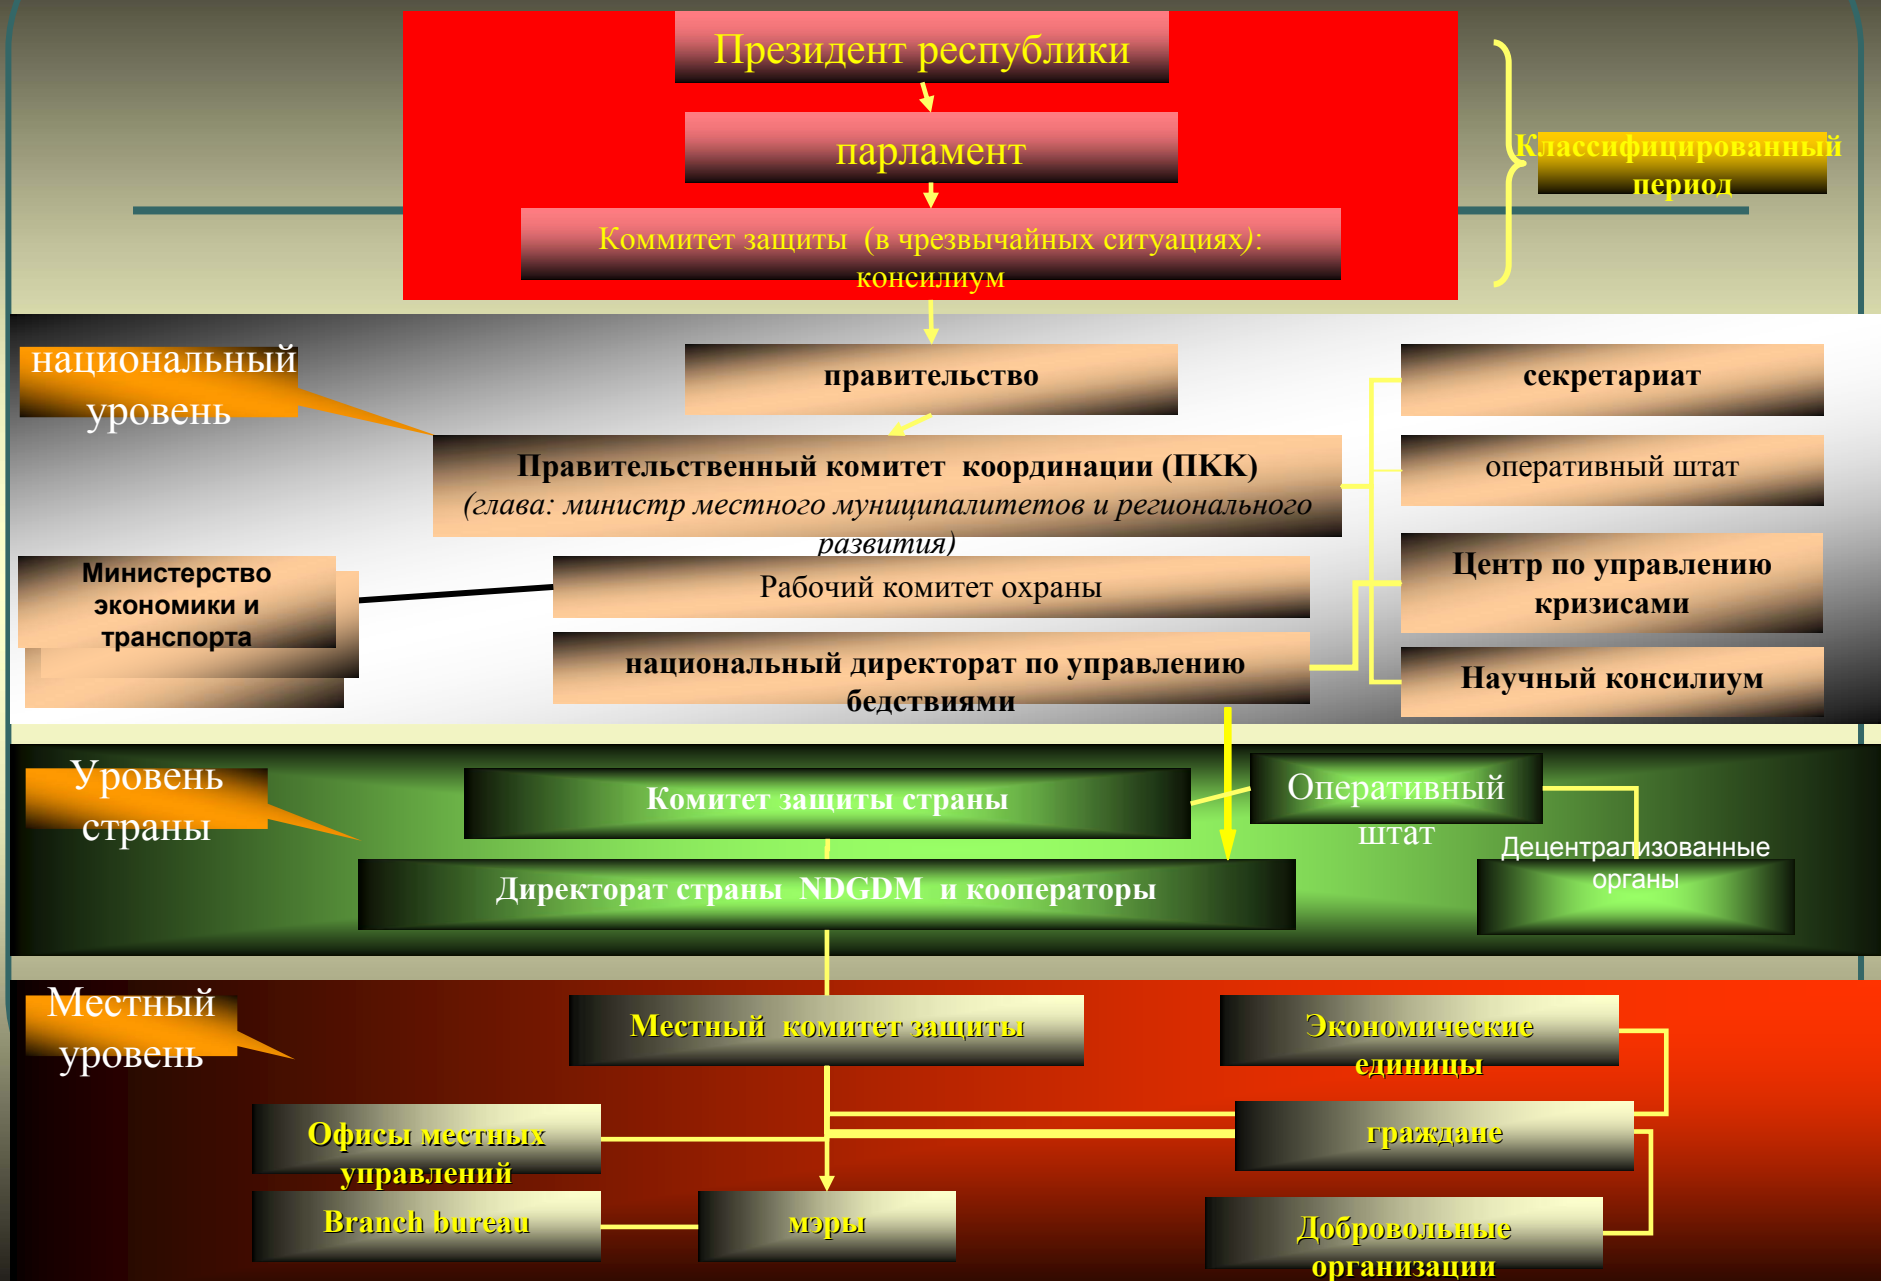 Президент республики
парламент
Классифицированный
период
Коммитет защиты (в чрезвычайных ситуациях):
консилиум
национальный
уровень
правительство
секретариат
Правительственный комитет координации (ПКК)
(глава: министр местного муниципалитетов и регионального
развития)
оперативный штат
Министерство
экономики и
транспорта
Рабочий комитет охраны
Центр по управлению
кризисами
национальный директорат по управлению
бедствиями
Научный консилиум
Уровень
страны
Комитет защиты страны
Оперативный
штат
Децентрализованные
органы
Директорат страны NDGDM и кооператоры
Местный
уровень
Местный комитет защиты
Экономические
единицы
Офисы местных
управлений
граждане
Branch bureau
мэры
Добровольные
организации